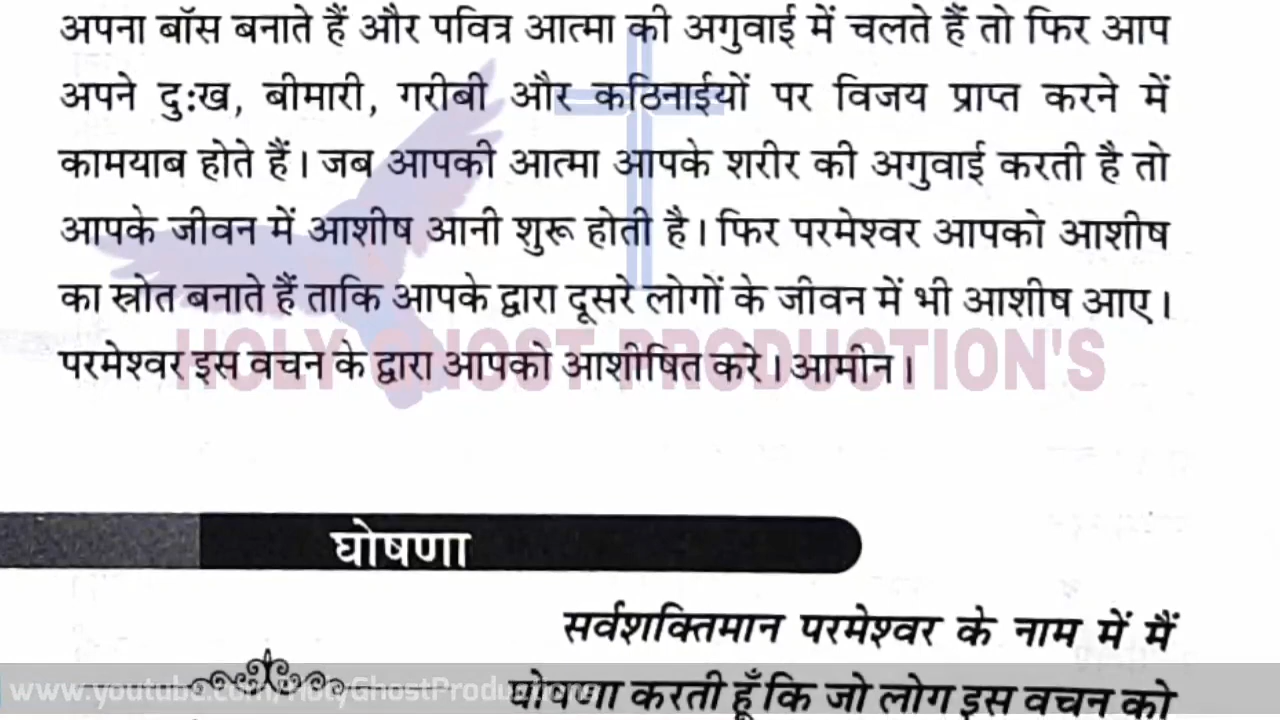 अपना बॉस बनाते हैं और पवित्र आत्मा की अगुवाई में चलते हैं तो फिर आप
अपने दुःख, बीमारी, गरीबी और कठिनाईयों पर विजय प्राप्त करने में
कामयाब होते हैं। जब आपकी आत्मा आपके शरीर की अगुवाई करती है तो
आपके जीवन में आशीष आनी शुरू होती है। फिर परमेश्वर आपको आशीष
का स्त्रोत बनाते हैं ताकि आपके द्वारा दूसरे लोगों के जीवन में भी आशीष आए।
परमेश्वर इस वचन के द्वारा आपको आशीषित करे। आमीन।
HOLY GHOST PRODUCTION'S
घोषणा
सर्वशक्तिमान परमेश्वर के नाम में मैं
घोषणा करती हूँ कि जो लोग इस वचन को
www.youtube.com/HolyGhostProductions